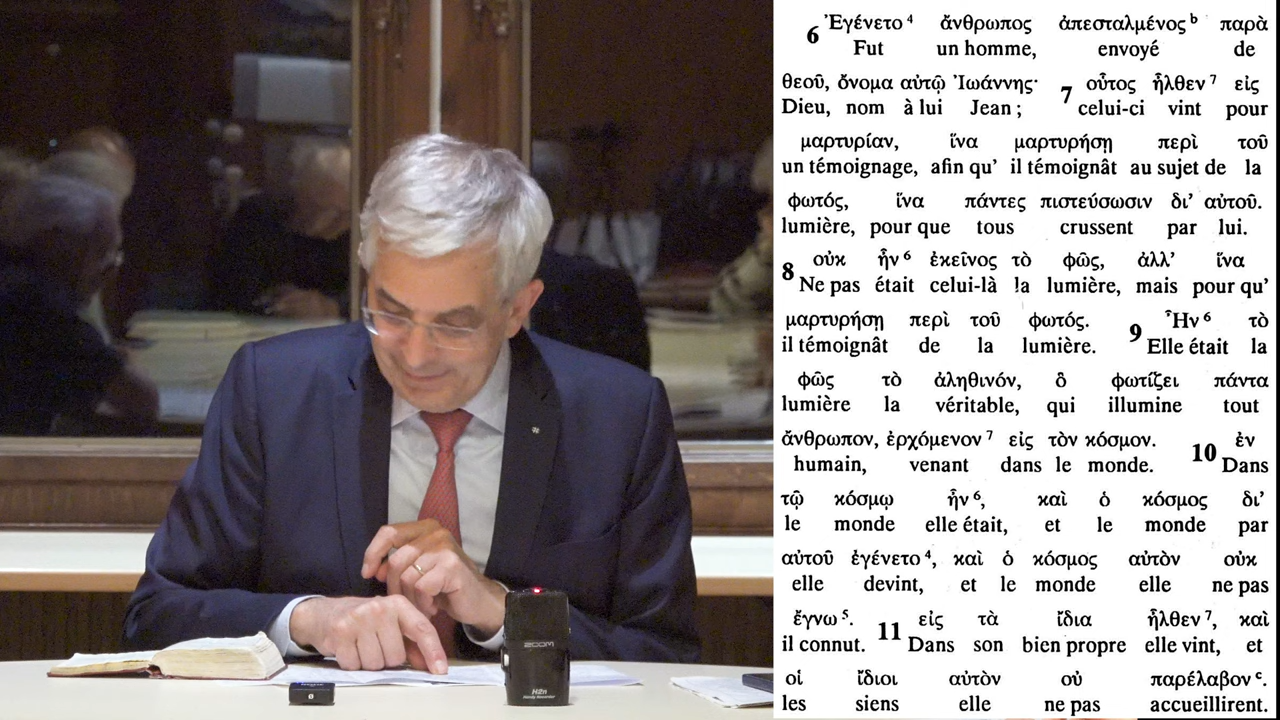 6 Ἐγένετο 4 ἄνθρωπος ἀπεσταλμένος b παρὰ
Fut un homme, envoyé de
θεοῦ, ὄνομα αὐτῷ Ἰωάννης· 7 οὗτος ἦλθεν 7 εἰς
Dieu, nom à lui Jean ; celui-ci vint pour
μαρτυρίαν, ἵνα μαρτυρήσῃ περὶ τοῦ
un témoignage, afin qu' il témoignât au sujet de la
φωτός, ἵνα πάντες πιστεύσωσιν δι' αὐτοῦ.
lumière, pour que tous crussent par lui.
8 οὐκ ἦν 6 ἐκεῖνος τὸ φῶς, ἀλλ' ἵνα
Ne pas était celui-là la lumière, mais pour qu'
μαρτυρήσῃ περὶ τοῦ φωτός. 9 Ἦν 6 τὸ
il témoignât de la lumière. Elle était la
φῶς τὸ ἀληθινόν, ὃ φωτίζει πάντα
lumière la véritable, qui illumine tout
ἄνθρωπον, ἐρχόμενον 7 εἰς τὸν κόσμον. 10 ἐν
humain, venant dans le monde. Dans
τῷ κόσμῳ ἦν 6, καὶ ὁ κόσμος δι'
le monde elle était, et le monde par
αὐτοῦ ἐγένετο 4, καὶ ὁ κόσμος αὐτὸν οὐκ
elle devint, et le monde elle ne pas
ἔγνω 5. 11 εἰς τὰ ἴδια ἦλθεν 7, καὶ
il connut. Dans son bien propre elle vint, et
οἱ ἴδιοι αὐτὸν οὐ παρέλαβον c.
les siens elle ne pas accueillirent.
ZOOM
H2n
Handy Recorder